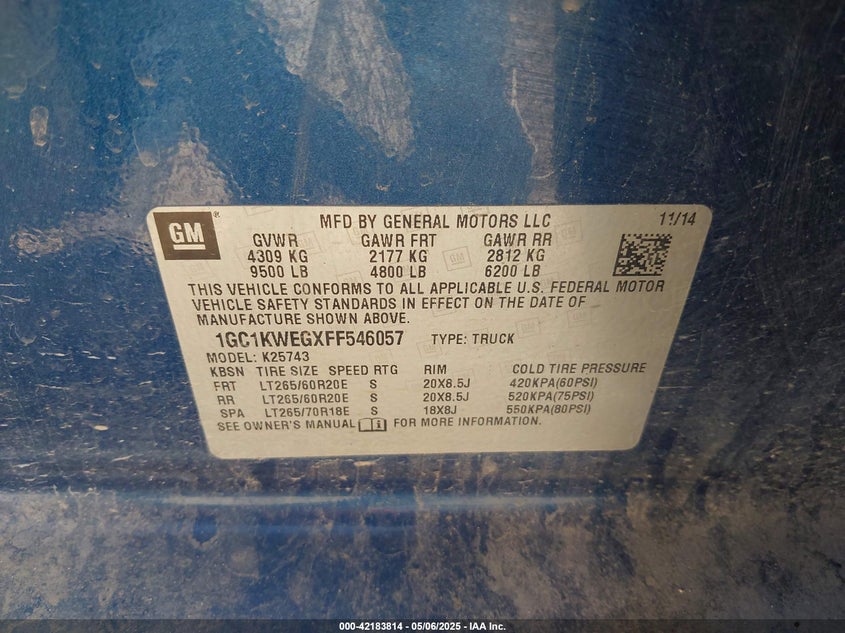 GM ® MFD BY GENERAL MOTORS LLC 11/14
GVWR GAWR FRT GAWR RR
4309 KG 2177 KG 2812 KG
9500 LB 4800 LB 6200 LB
THIS VEHICLE CONFORMS TO ALL APPLICABLE U.S. FEDERAL MOTOR
VEHICLE SAFETY STANDARDS IN EFFECT ON THE DATE OF
MANUFACTURE SHOWN ABOVE.
1GC1KWEGXFF546057 TYPE: TRUCK
MODEL: K25743
KBSN TIRE SIZE SPEED RTG RIM COLD TIRE PRESSURE
FRT LT265/60R20E S 20X8.5J 420KPA(60PSI)
RR LT265/60R20E S 20X8.5J 520KPA(75PSI)
SPA LT265/70R18E S 18X8J 550KPA(80PSI)
SEE OWNER'S MANUAL FOR MORE INFORMATION.
000-42183814 - 05/06/2025 - IAA Inc.